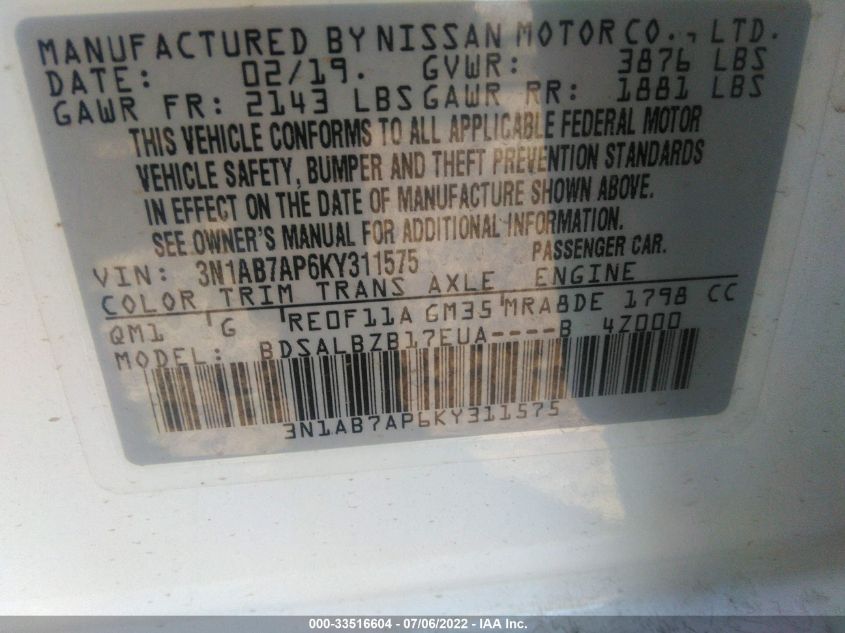 MANUFACTURED BY NISSAN MOTOR CO., LTD.
DATE: 02/19. GVWR: 3876 LBS
GAWR FR: 2143 LBS GAWR RR: 1881 LBS
THIS VEHICLE CONFORMS TO ALL APPLICABLE FEDERAL MOTOR
VEHICLE SAFETY, BUMPER AND THEFT PREVENTION STANDARDS
IN EFFECT ON THE DATE OF MANUFACTURE SHOWN ABOVE.
SEE OWNER'S MANUAL FOR ADDITIONAL INFORMATION.
VIN: 3N1AB7AP6KY311575 PASSENGER CAR.
COLOR TRIM TRANS AXLE ENGINE
QM1 G RE0F11A GM35 MRA8DE 1798 CC
MODEL: BDSALBZB17EUA----B 4Z000
3N1AB7AP6KY311575
000-33516604 - 07/06/2022 - IAA Inc.